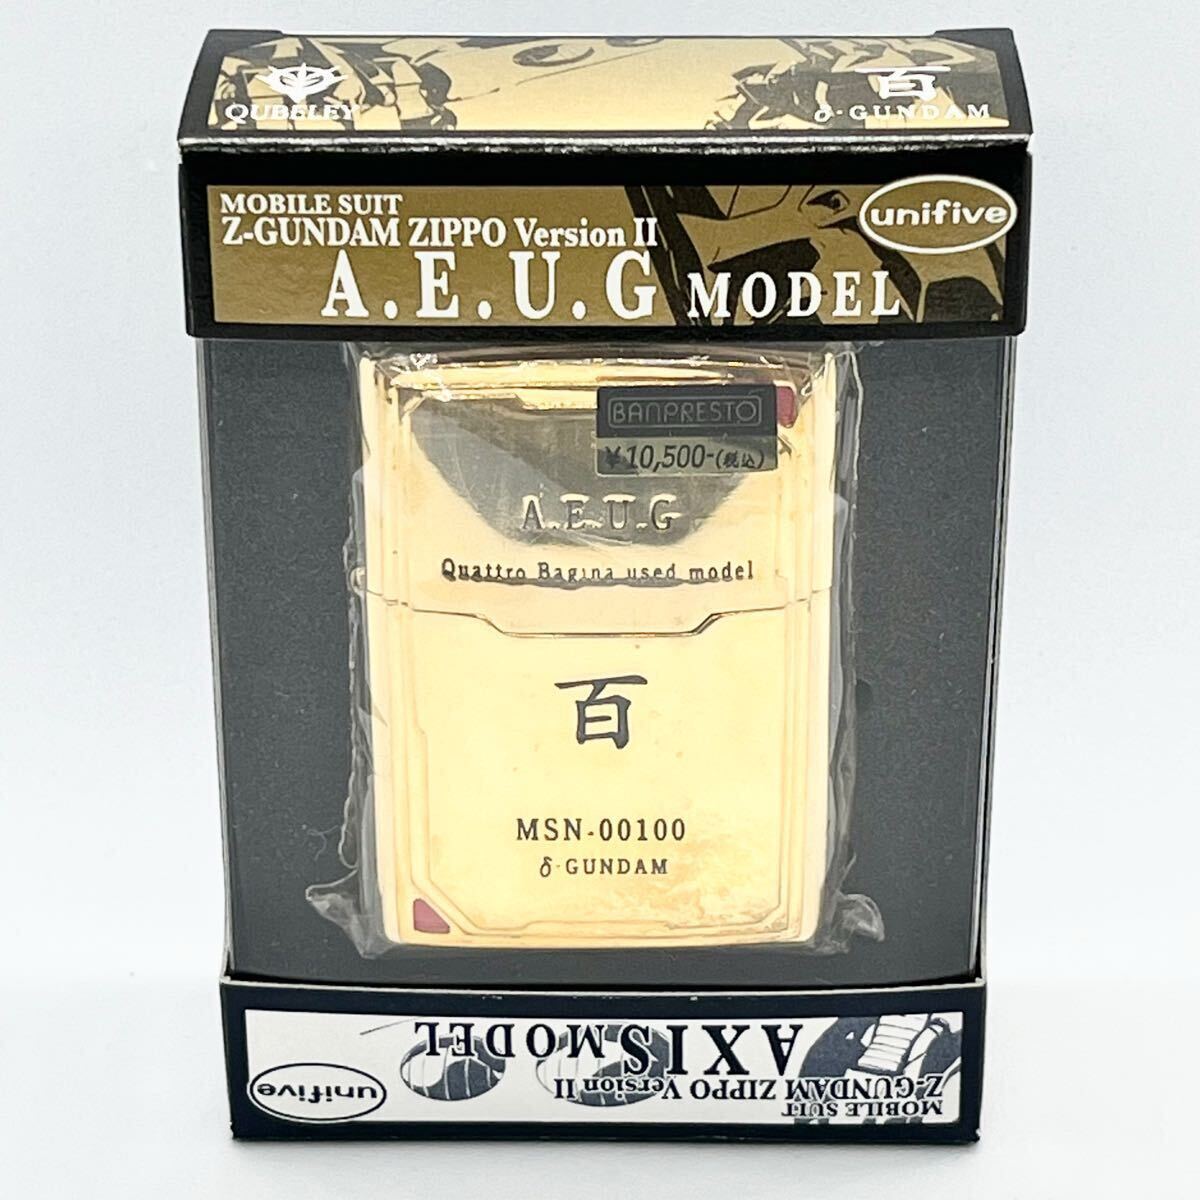 QUBELEY
百
δ-GUNDAM
MOBILE SUIT
Z-GUNDAM ZIPPO Version II
A.E.U.G MODEL
unifive
BANPRESTO
¥10,500-(税込)
A.E.U.G
Quattro Bagina used model
百
MSN-00100
δ-GUNDAM
MOBILE SUIT
Z-GUNDAM ZIPPO Version II
AXIS MODEL
unifive